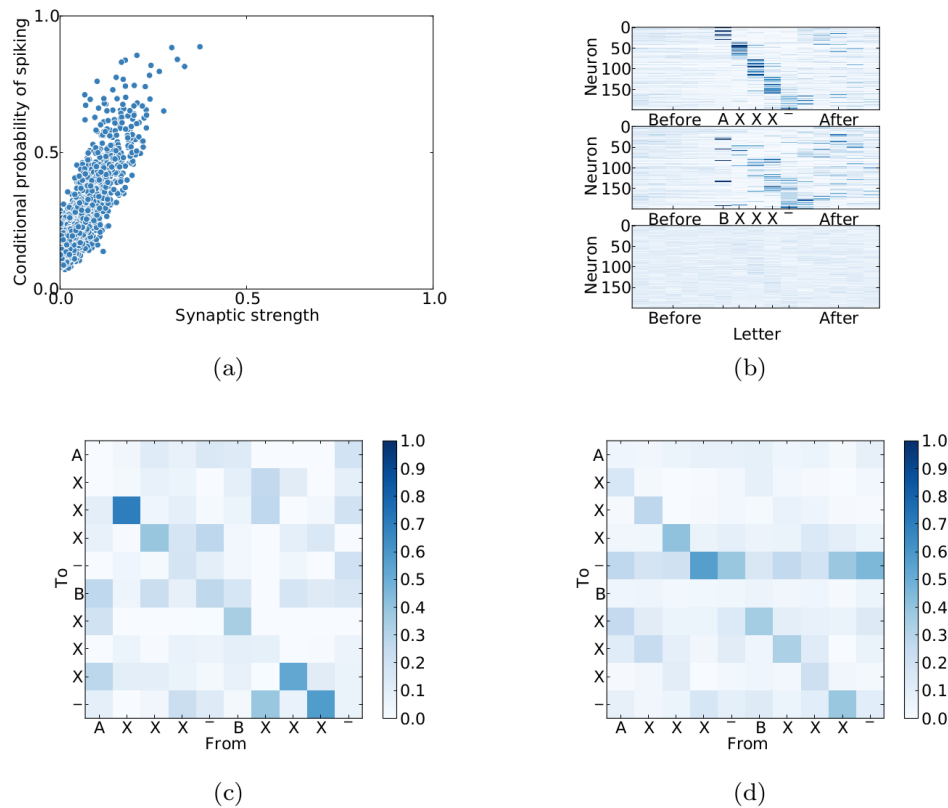 1.0
0.5
0.0
Conditional probability of spiking
0.0
0.5
1.0
Synaptic strength
(a)
0
50
100
150
Neuron
Before A X X X _ After
0
50
100
150
Neuron
Before B X X X _ After
0
50
100
150
Neuron
Before After
Letter
(b)
A
X
X
X
_
B
X
X
X
_
To
A X X X _ B X X X _
From
1.0
0.9
0.8
0.7
0.6
0.5
0.4
0.3
0.2
0.1
0.0
(c)
A
X
X
X
_
B
X
X
X
_
To
A X X X _ B X X X _
From
1.0
0.9
0.8
0.7
0.6
0.5
0.4
0.3
0.2
0.1
0.0
(d)